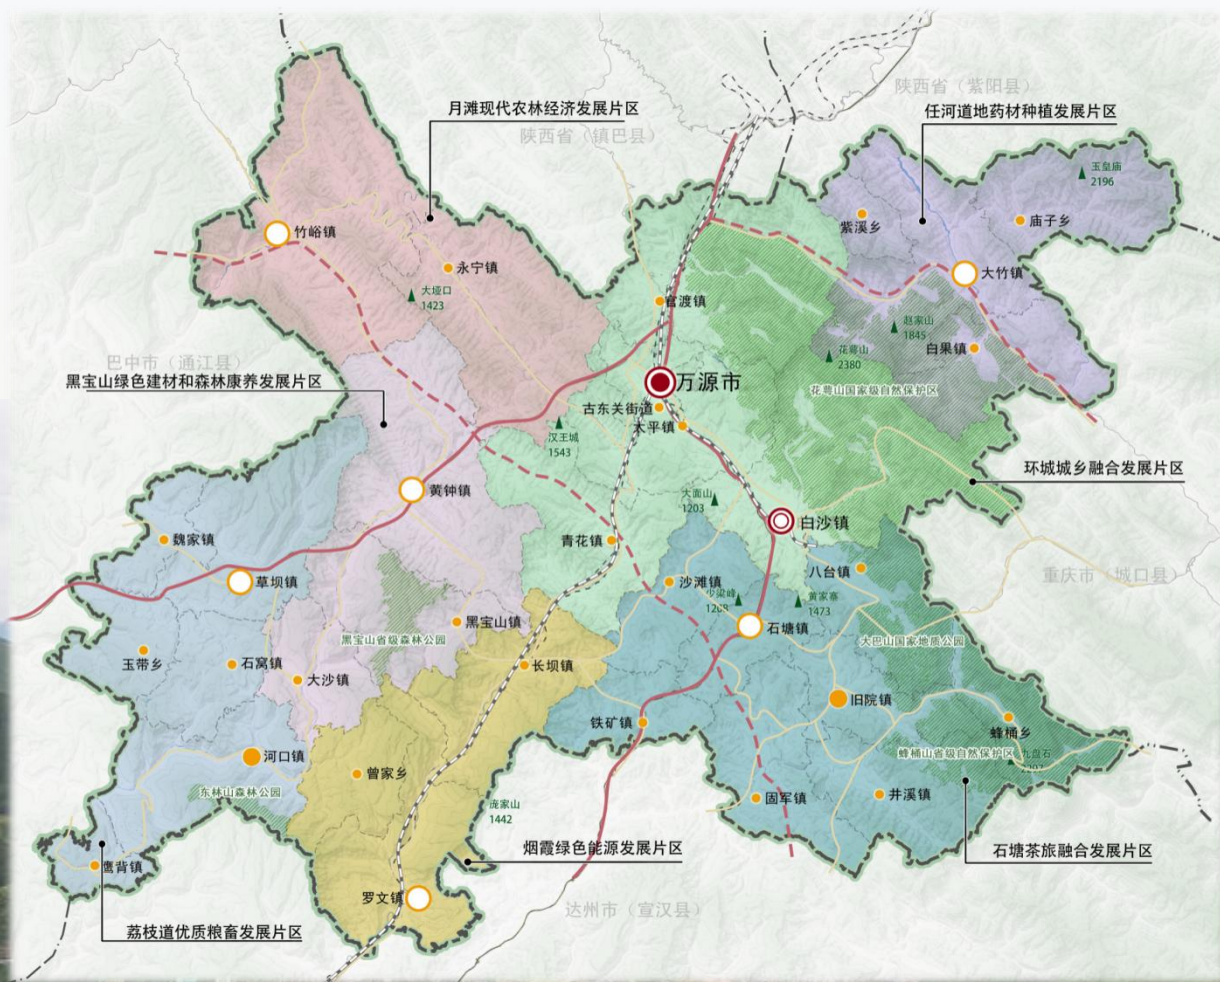 陕西省（紫阳县）
月滩现代农林经济发展片区
任河道地药材种植发展片区
陕西省（镇巴县）
玉皇庙
2196
紫溪乡
庙子乡
竹峪镇
永宁镇
大竹镇
大垭口
1423
官渡镇
赵家山
1845
白果镇
花萼山
2380
巴中市（通江县）
黑宝山绿色建材和森林康养发展片区
万源市
花萼山国家级自然保护区
古东关街道
太平镇
汉王城
1543
环城城乡融合发展片区
黄钟镇
大面山
1203
白沙镇
魏家镇
青花镇
草坝镇
沙滩镇
八台镇
重庆市（城口县）
少梁峰
1268
黄家寨
1473
黑宝山镇
石塘镇
黑宝山省级森林公园
大巴山国家地质公园
玉带乡
石窝镇
长坝镇
大沙镇
旧院镇
铁矿镇
蜂桶乡
河口镇
蜂桶山省级自然保护区
九盘石
曾家乡
东林山森林公园
固军镇
井溪镇
庞家山
1442
烟霞绿色能源发展片区
石塘茶旅融合发展片区
鹰背镇
罗文镇
达州市（宣汉县）
荔枝道优质粮畜发展片区